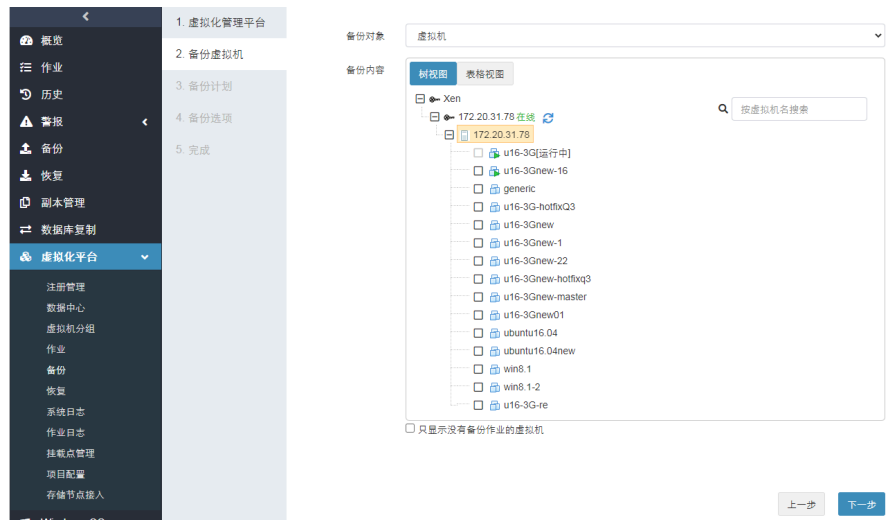 概览
作业
历史
警报
备份
恢复
副本管理
数据库复制
虚拟化平台
注册管理
数据中心
虚拟机分组
作业
备份
恢复
系统日志
作业日志
挂载点管理
项目配置
存储节点接入
1. 虚拟化管理平台
2. 备份虚拟机
3. 备份计划
4. 备份选项
5. 完成
备份对象
虚拟机
备份内容
树视图 表格视图
Xen
按虚拟机名搜索
172.20.31.78 在线
172.20.31.78
u16-3G[运行中]
u16-3Gnew-16
generic
u16-3G-hotfixQ3
u16-3Gnew
u16-3Gnew-1
u16-3Gnew-22
u16-3Gnew-hotfixq3
u16-3Gnew-master
u16-3Gnew01
ubuntu16.04
ubuntu16.04new
win8.1
win8.1-2
u16-3G-re
只显示没有备份作业的虚拟机
上一步 下一步